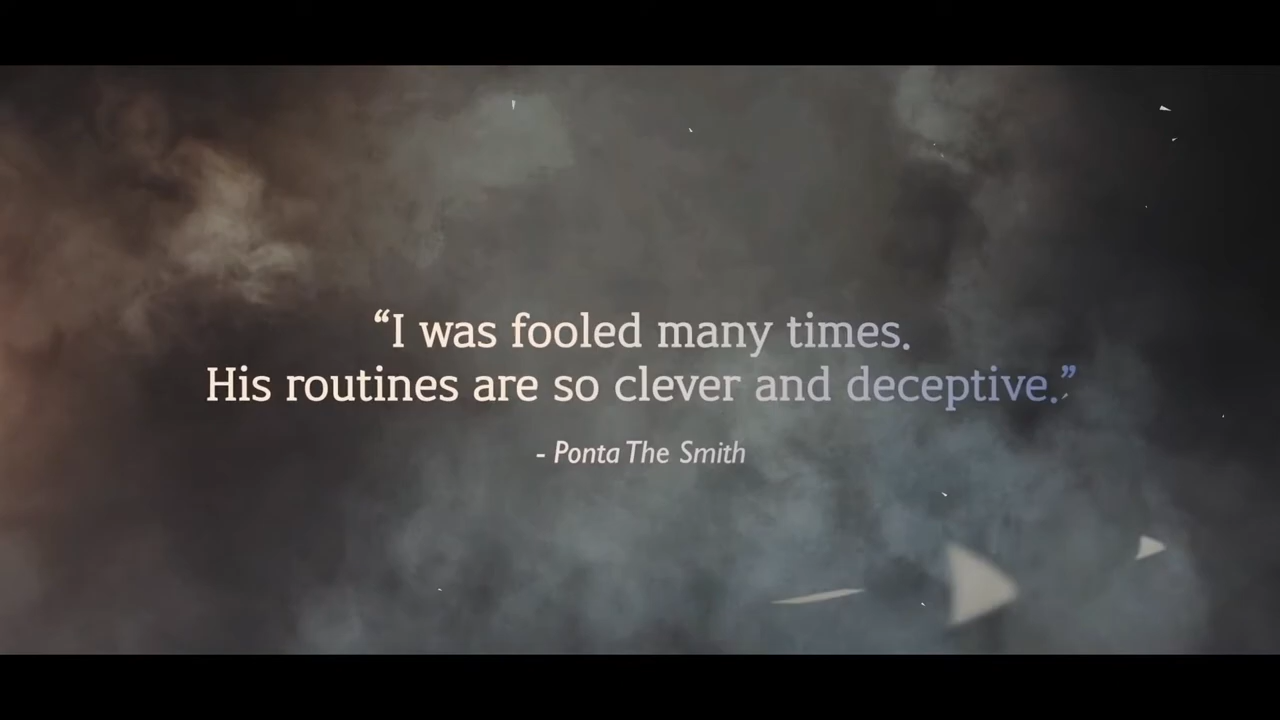 “I was fooled many times.
His routines are so clever and deceptive.”
- Ponta The Smith